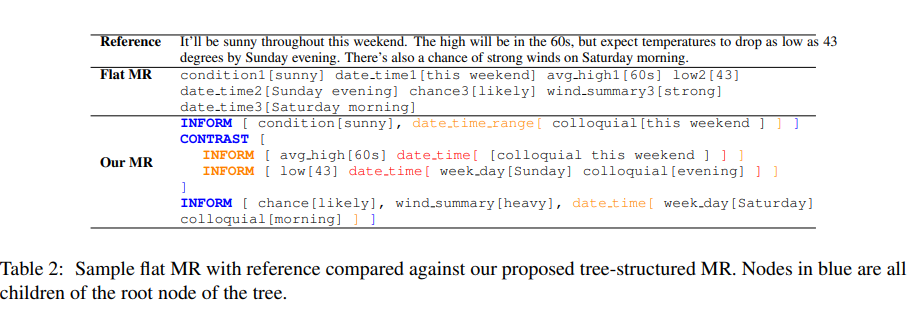 Reference It'll be sunny throughout this weekend. The high will be in the 60s, but expect temperatures to drop as low as 43
degrees by Sunday evening. There's also a chance of strong winds on Saturday morning.
Flat MR condition1[sunny] date_time1[this weekend] avg_high1[60s] low2[43]
date_time2[Sunday evening] chance3[likely] wind_summary3[strong]
date_time3[Saturday morning]
INFORM [ condition[sunny], date_time_range[ colloquial[this weekend ] ] ]
CONTRAST [
Our MR INFORM [ avg_high[60s] date_time[ [colloquial this weekend ] ] ]
INFORM [ low[43] date_time[ week_day[Sunday] colloquial[evening] ] ]
]
INFORM [ chance[likely], wind_summary[heavy], date_time[ week_day[Saturday]
colloquial[morning] ] ]
Table 2: Sample flat MR with reference compared against our proposed tree-structured MR. Nodes in blue are all
children of the root node of the tree.